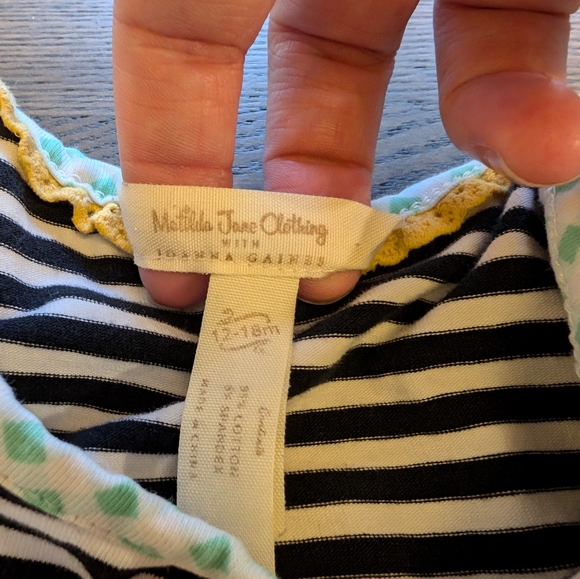 Matilda Jane Clothing
WITH
JOANNA GAINES
12-18m
95% COTTON
5% SPANDEX
MADE IN CHINA